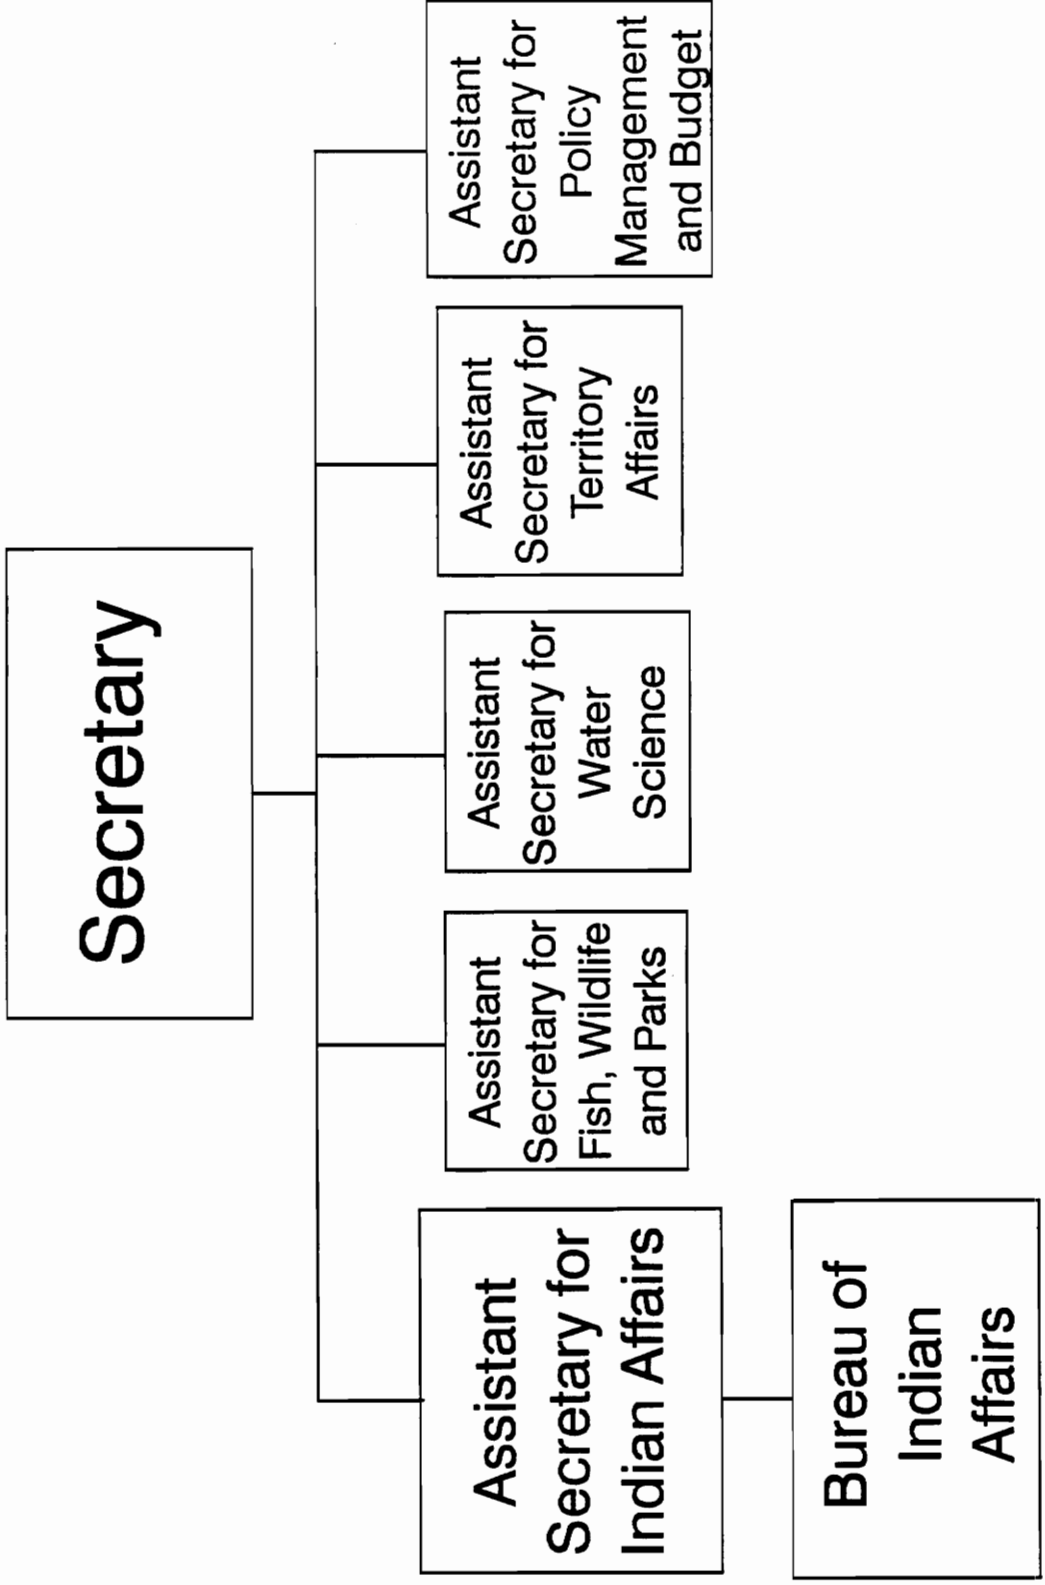 Secretary
Assistant
Secretary for
Indian Affairs
Assistant
Secretary for
Fish, Wildlife
and Parks
Assistant
Secretary for
Water
Science
Assistant
Secretary for
Territory
Affairs
Assistant
Secretary for
Policy
Management
and Budget
Bureau of
Indian
Affairs